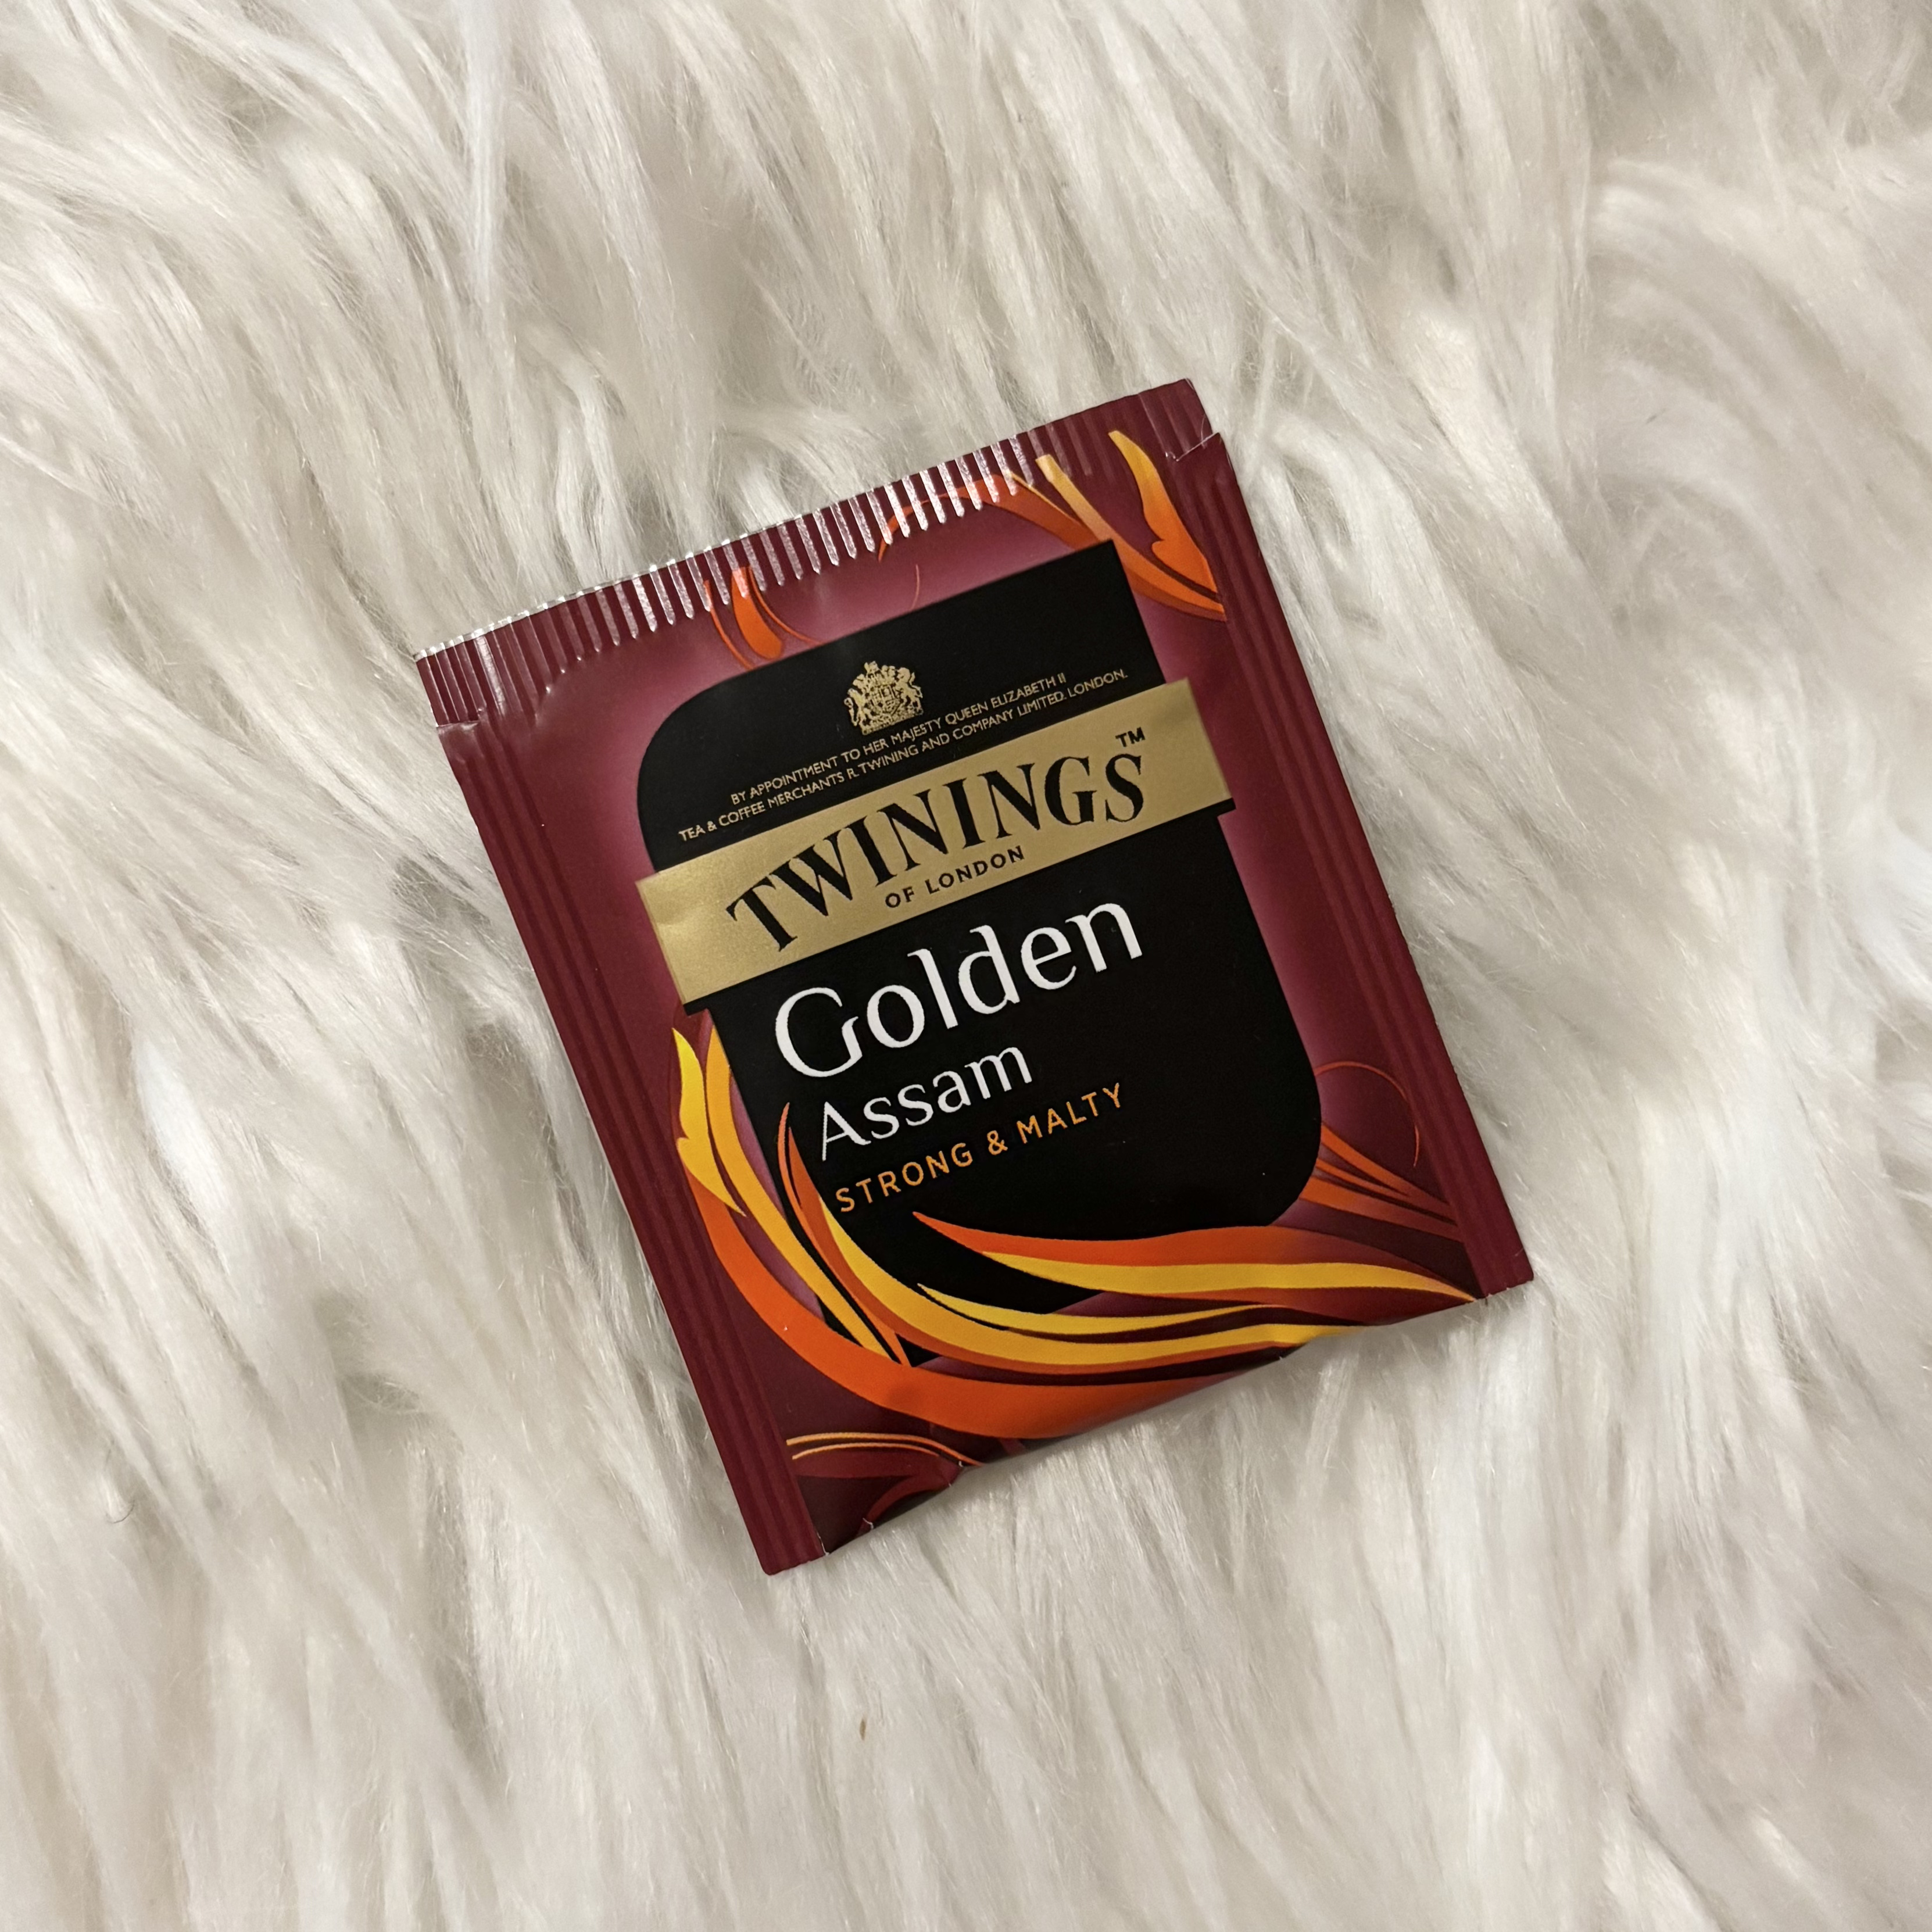 BY APPOINTMENT TO HER MAJESTY QUEEN ELIZABETH II
TEA & COFFEE MERCHANTS R. TWINING AND COMPANY LIMITED. LONDON.
TWININGS™
OF LONDON
Golden
Assam
STRONG & MALTY